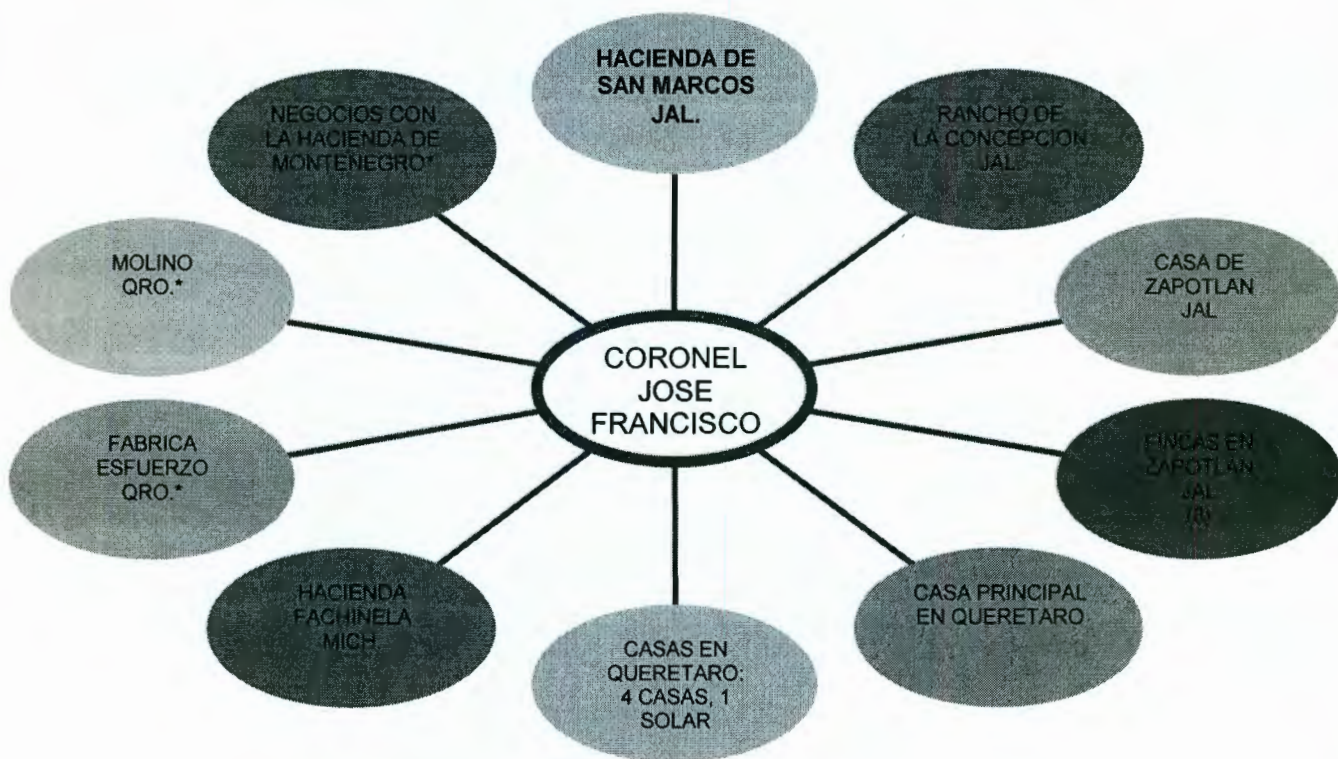 HACIENDA DE
SAN MARCOS
JAL.
NEGOCIOS CON
LA HACIENDA DE
MONTENEGRO*
RANCHO DE
LA CONCEPCION
JAL.
MOLINO
QRO.*
CASA DE
ZAPOTLAN
JAL
CORONEL
JOSE
FRANCISCO
FABRICA
ESFUERZO
QRO.*
FINCAS EN
ZAPOTLAN
JAL.
HACIENDA
FACHINELA
MICH.
CASA PRINCIPAL
EN QUERETARO
CASAS EN
QUERETARO:
4 CASAS, 1
SOLAR